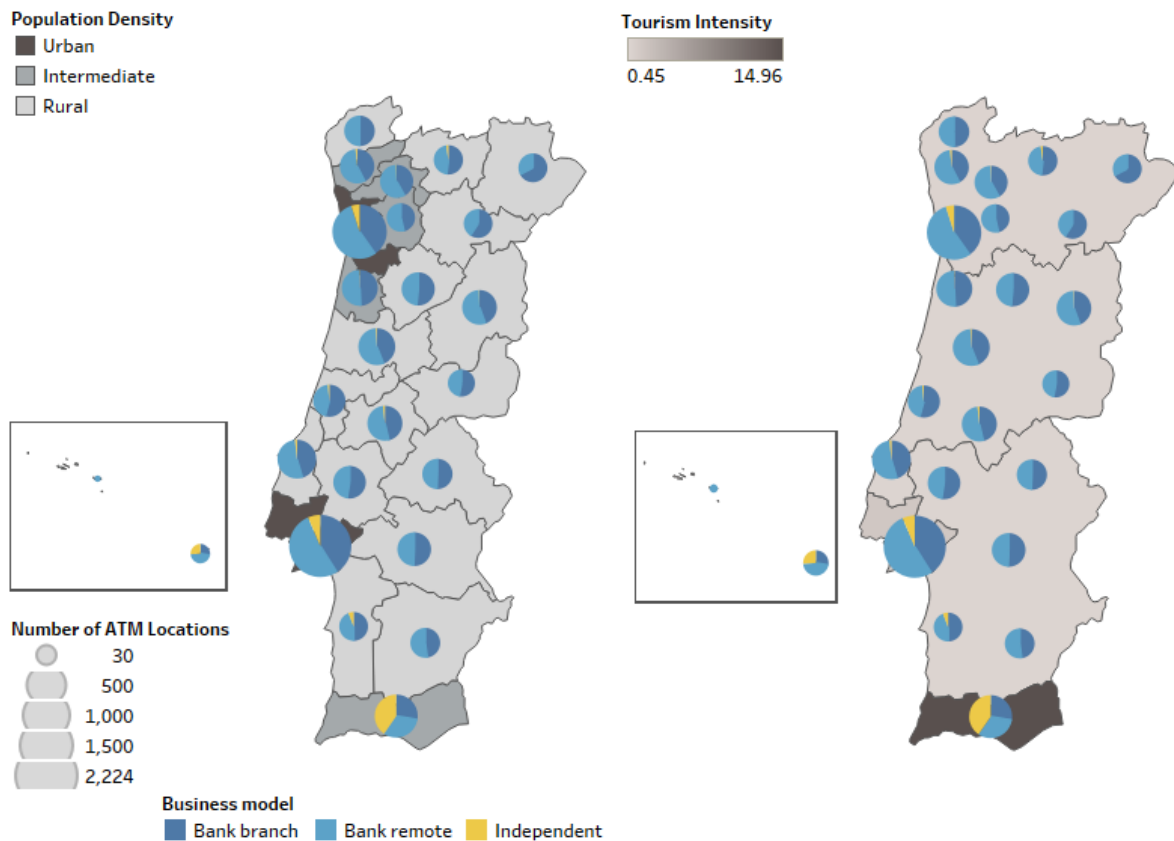 Population Density
Urban
Intermediate
Rural
Tourism Intensity
0.45 14.96
Number of ATM Locations
30
500
1,000
1,500
2,224
Business model
Bank branch Bank remote Independent